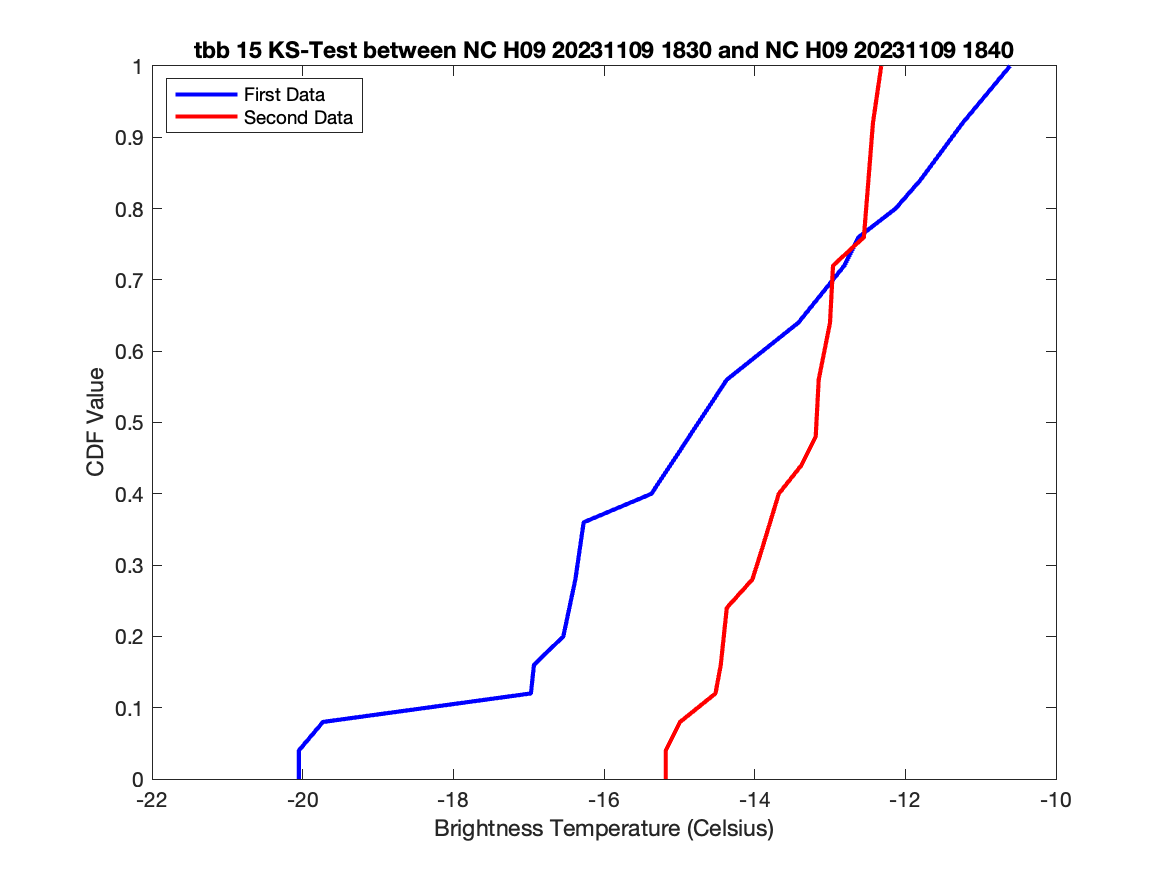 tbb 15 KS-Test between NC H09 20231109 1830 and NC H09 20231109 1840
First Data
Second Data
1
0.9
0.8
0.7
0.6
0.5
0.4
0.3
0.2
0.1
0
CDF Value
-22 -20 -18 -16 -14 -12 -10
Brightness Temperature (Celsius)